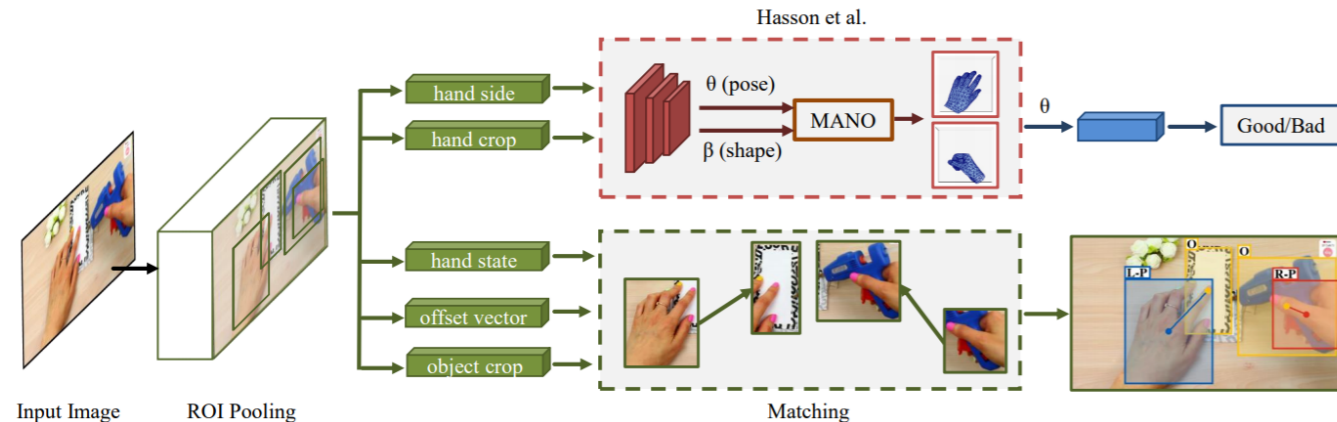 Hasson et al.
hand side
hand crop
θ (pose)
β (shape)
MANO
θ
Good/Bad
hand state
offset vector
object crop
L-P
O
O
R-P
Input Image
ROI Pooling
Matching